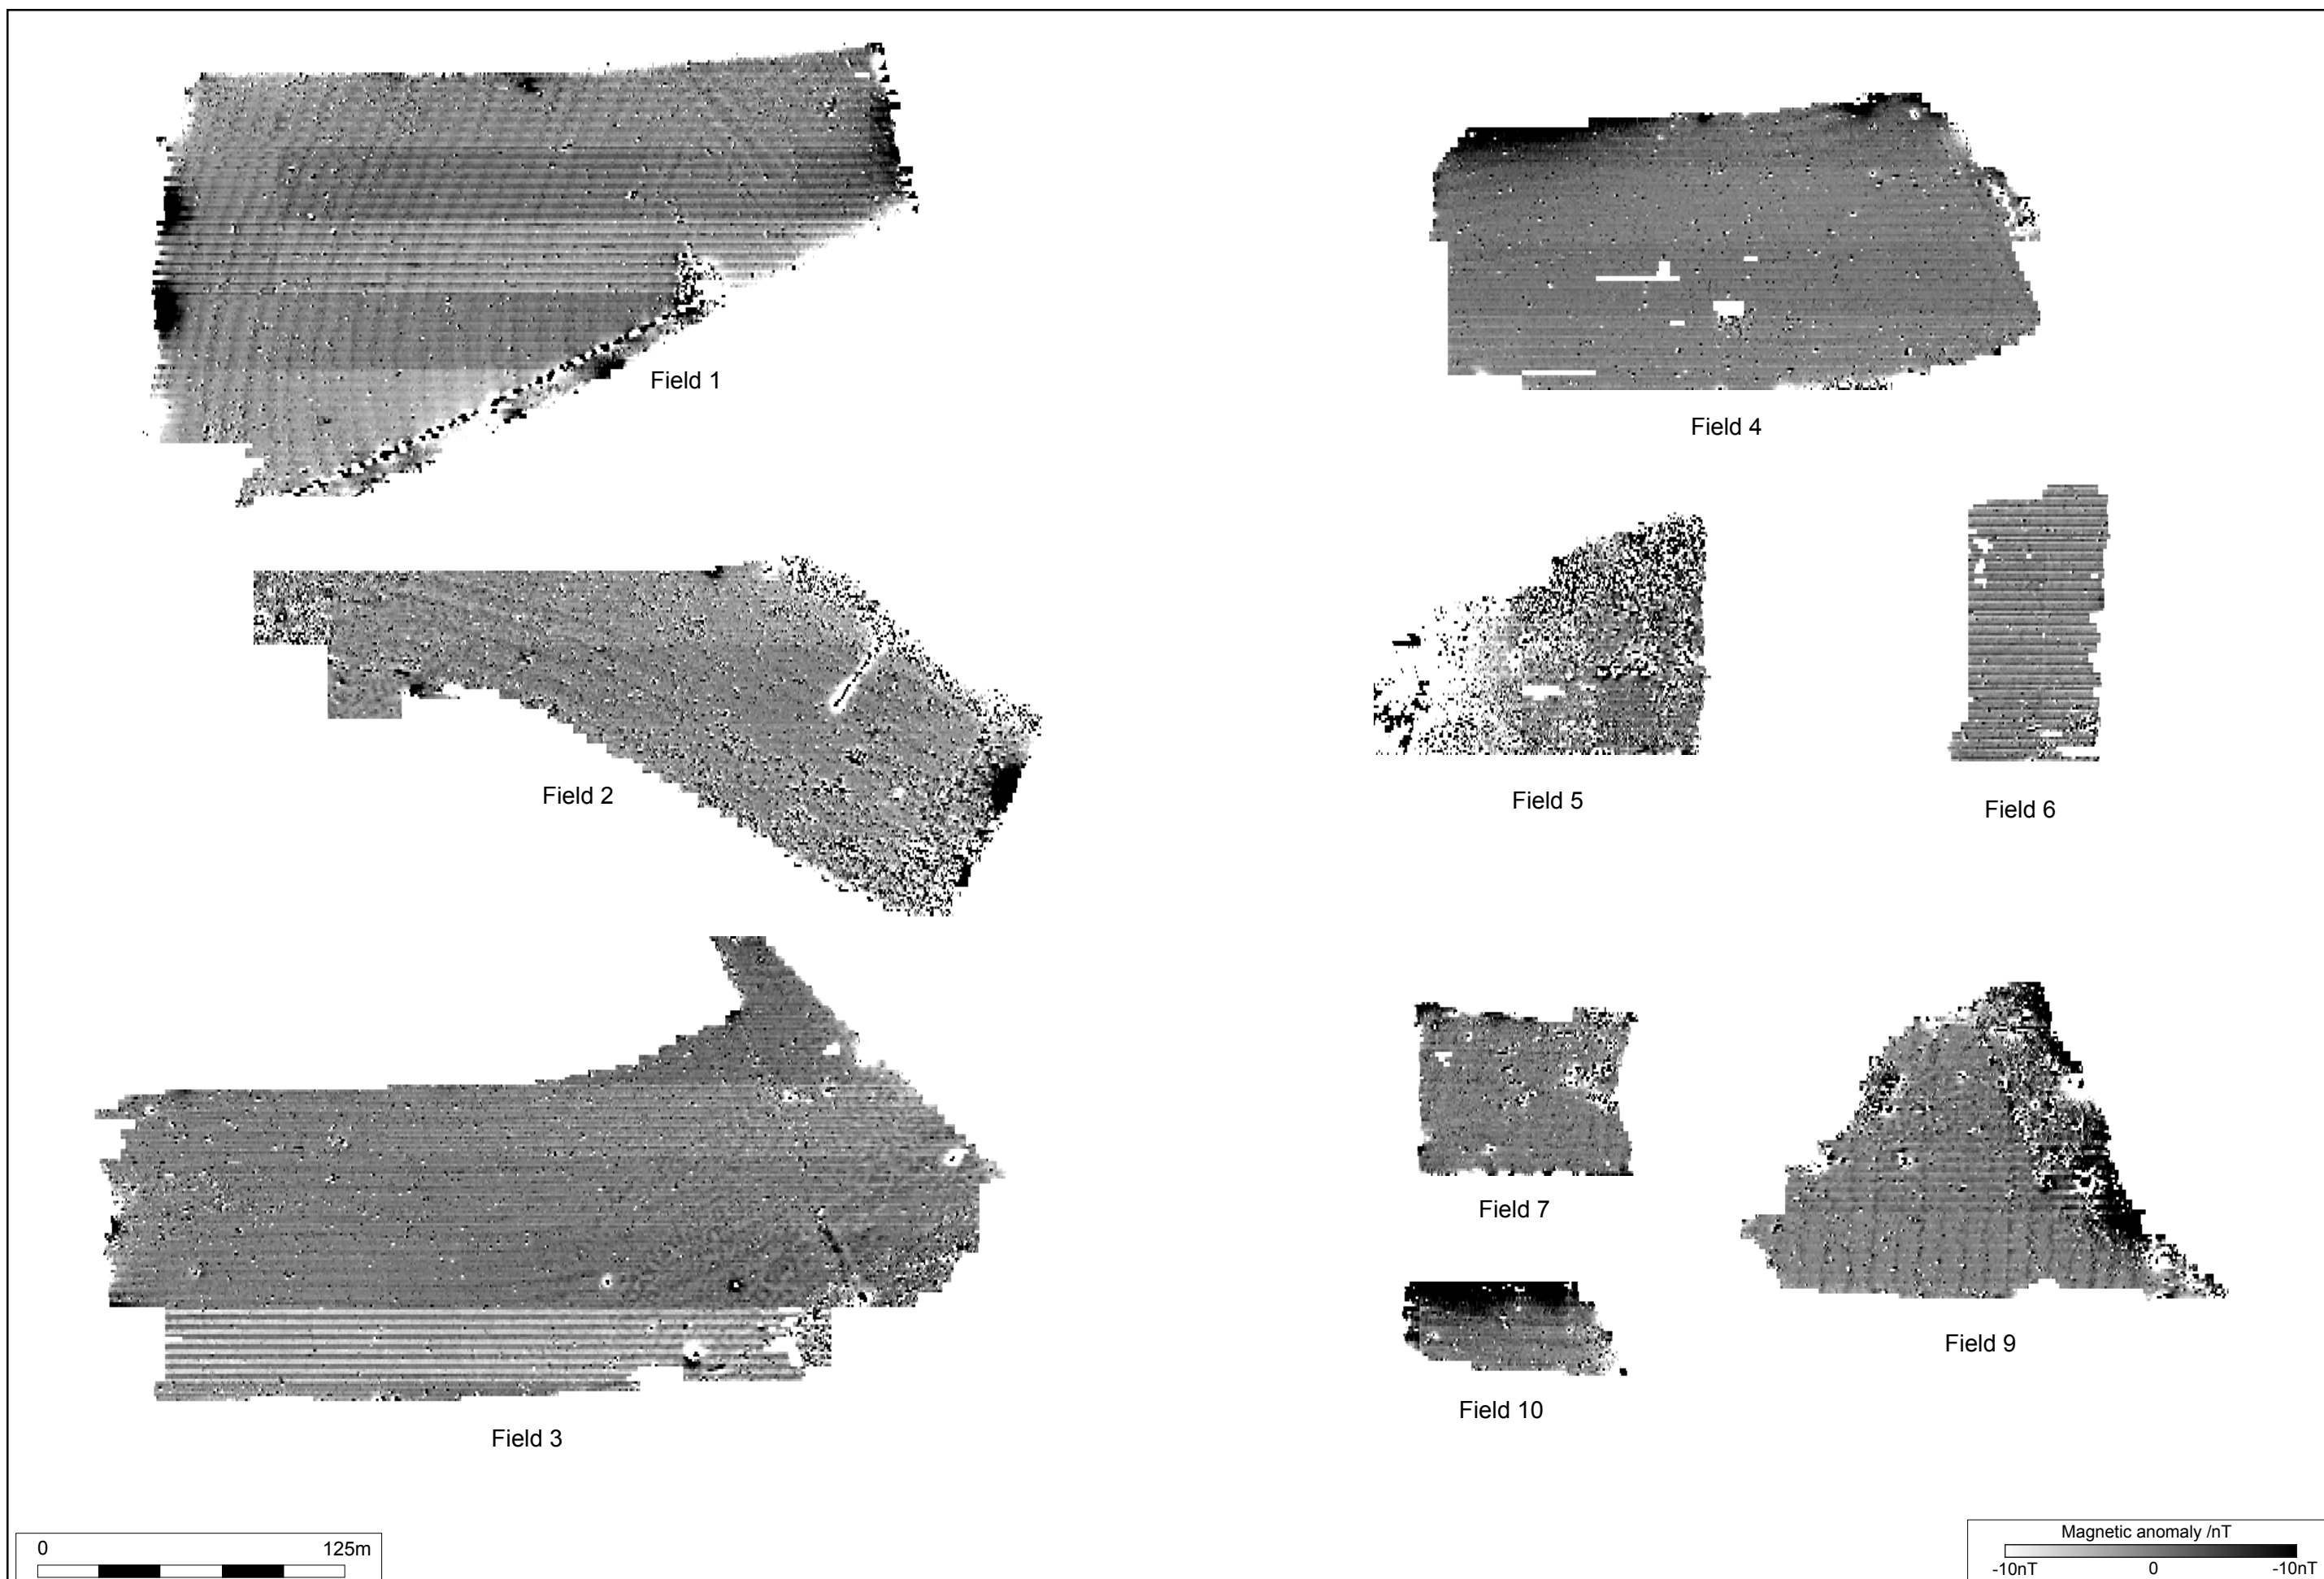 Field 1
Field 4
Field 2
Field 5
Field 6
Field 3
Field 7
Field 9
Field 10
0 125m
Magnetic anomaly /nT
-10nT 0 -10nT